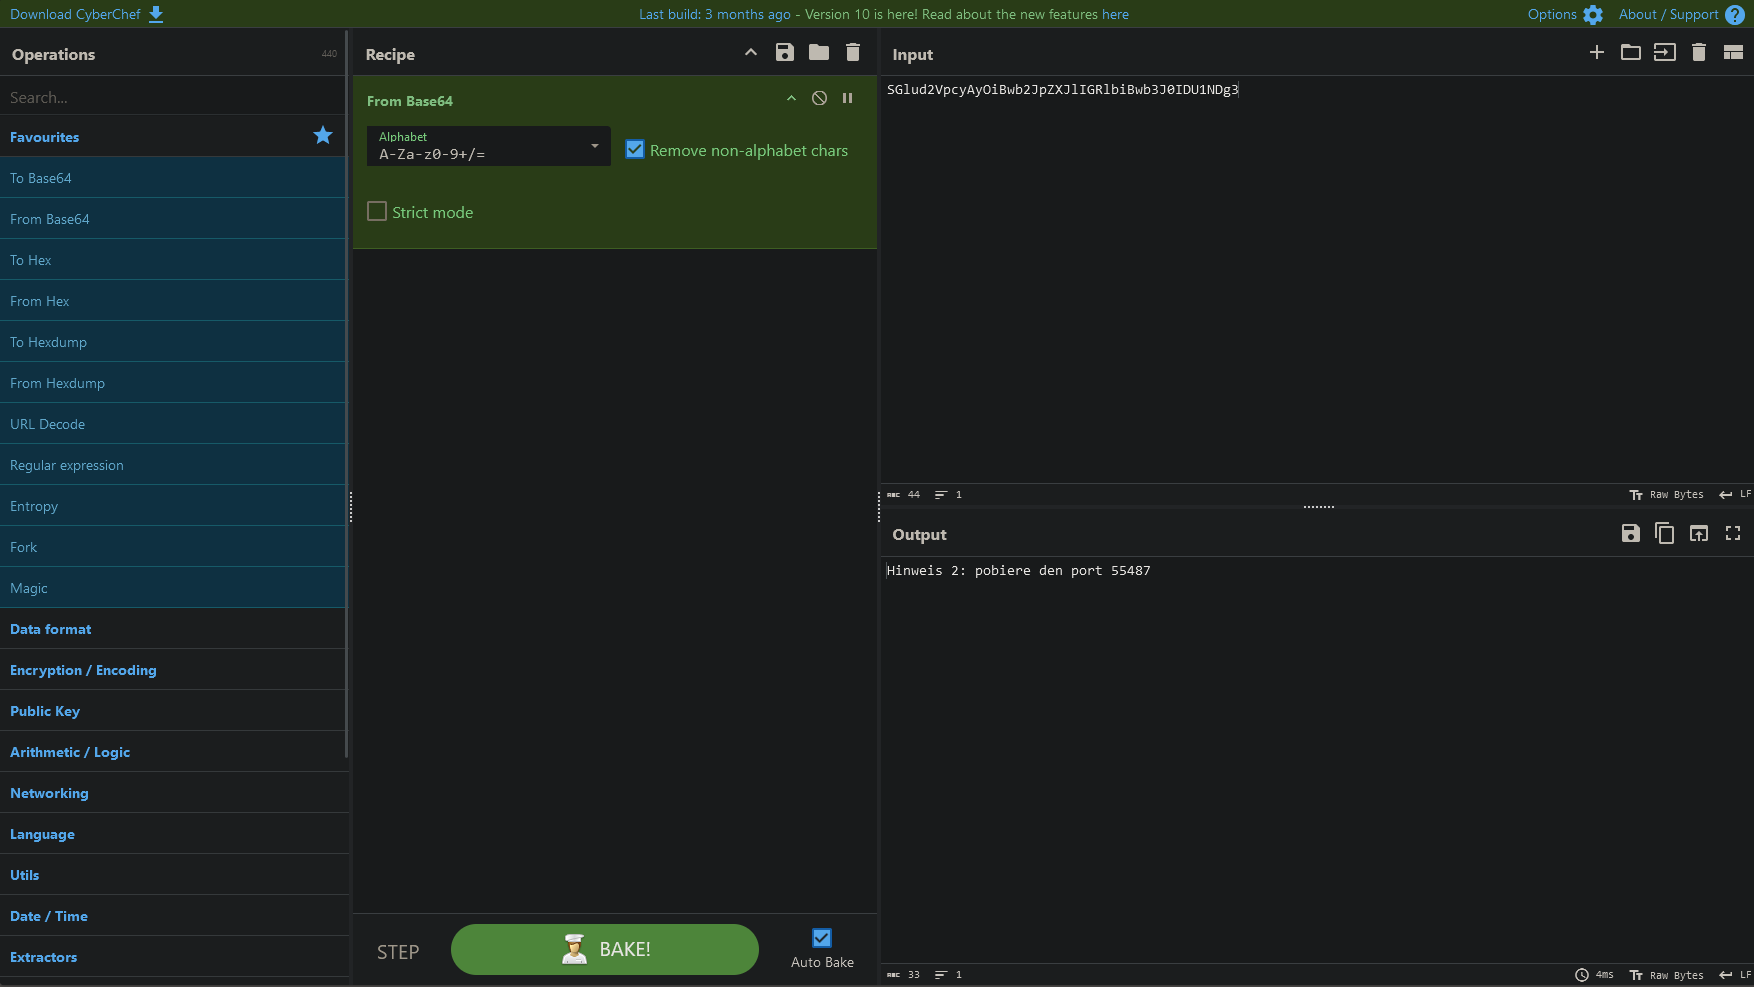 Download CyberChef
Last build: 3 months ago - Version 10 is here! Read about the new features here
Options
About / Support
Operations
440
Search...
Favourites
To Base64
From Base64
To Hex
From Hex
To Hexdump
From Hexdump
URL Decode
Regular expression
Entropy
Fork
Magic
Data format
Encryption / Encoding
Public Key
Arithmetic / Logic
Networking
Language
Utils
Date / Time
Extractors
Recipe
From Base64
Alphabet
A-Za-z0-9+/=
Remove non-alphabet chars
Strict mode
STEP
BAKE!
Auto Bake
Input
SGlud2VpcyAyOiBwb2JpZXJlIGRlbiBwb3J0IDU1NDg3
44
1
Raw Bytes
LF
Output
Hinweis 2: pobiere den port 55487
33
1
4ms
Raw Bytes
LF